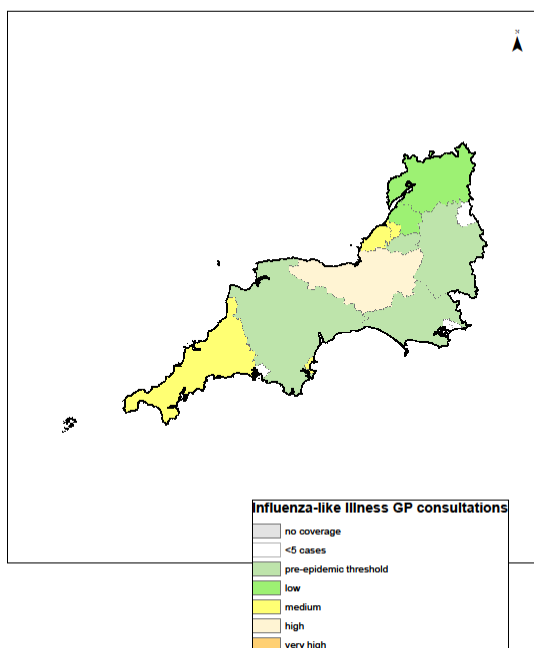 N
Influenza-like Illness GP consultations
no coverage
<5 cases
pre-epidemic threshold
low
medium
high
very high